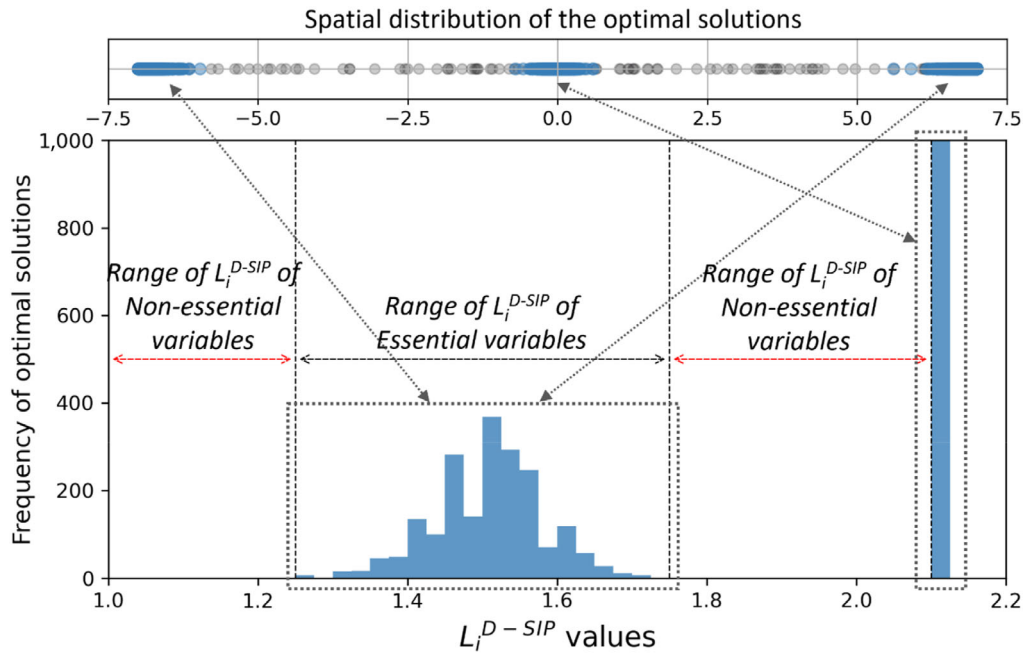 Spatial distribution of the optimal solutions
−7.5 −5.0 −2.5 0.0 2.5 5.0 7.5
Frequency of optimal solutions
1,000
800
600
400
200
0
Range of L_i^{D-SIP} of
Non-essential
variables
Range of L_i^{D-SIP} of
Essential variables
Range of L_i^{D-SIP} of
Non-essential
variables
1.0 1.2 1.4 1.6 1.8 2.0 2.2
L_i^{D−SIP} values